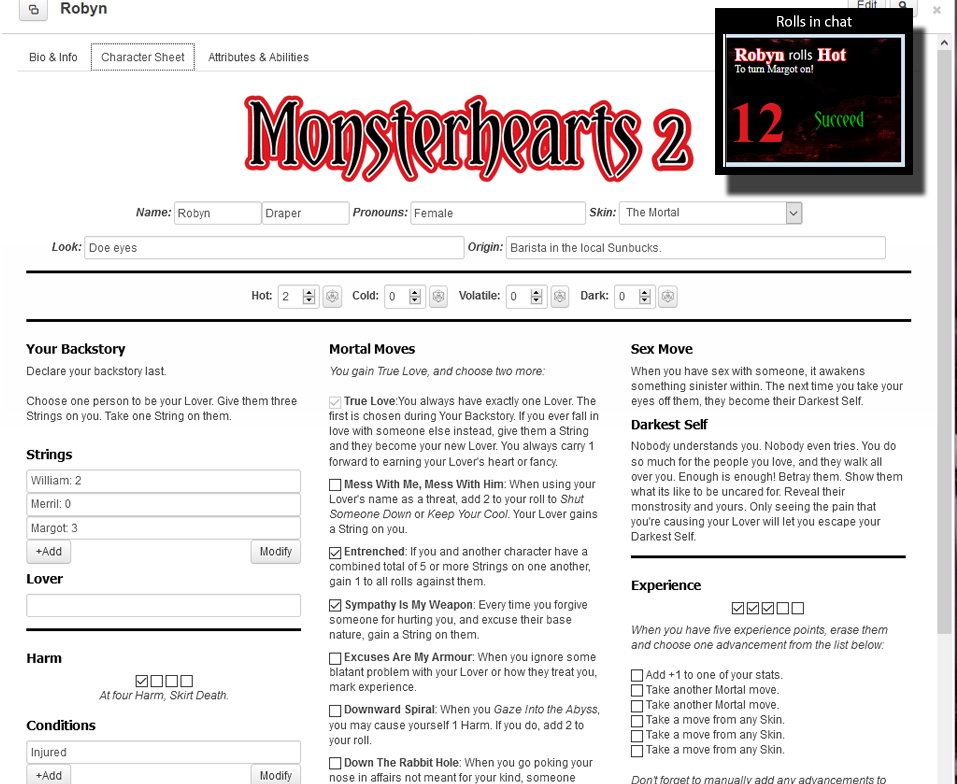 Robyn
Edit
Rolls in chat
Robyn rolls Hot
To turn Margot on!
12 Succeed
Bio & Info Character Sheet Attributes & Abilities
Monsterhearts 2
Name: Robyn Draper Pronouns: Female Skin: The Mortal
Look: Doe eyes Origin: Barista in the local Sunbucks.
Hot: 2 Cold: 0 Volatile: 0 Dark: 0
Your Backstory
Declare your backstory last.
Choose one person to be your Lover. Give them three
Strings on you. Take one String on them.
Strings
William: 2
Merril: 0
Margot: 3
+Add Modify
Lover
Harm
At four Harm, Skirt Death.
Conditions
Injured
+Add Modify
Mortal Moves
You gain True Love, and choose two more:
True Love:You always have exactly one Lover. The
first is chosen during Your Backstory. If you ever fall in
love with someone else instead, give them a String
and they become your new Lover. You always carry 1
forward to earning your Lover's heart or fancy.
Mess With Me, Mess With Him: When using your
Lover's name as a threat, add 2 to your roll to Shut
Someone Down or Keep Your Cool. Your Lover gains
a String on you.
Entrenched: If you and another character have a
combined total of 5 or more Strings on one another,
gain 1 to all rolls against them.
Sympathy Is My Weapon: Every time you forgive
someone for hurting you, and excuse their base
nature, gain a String on them.
Excuses Are My Armour: When you ignore some
blatant problem with your Lover or how they treat you,
mark experience.
Downward Spiral: When you Gaze Into the Abyss,
you may cause yourself 1 Harm. If you do, add 2 to
your roll.
Down The Rabbit Hole: When you go poking your
nose in affairs not meant for your kind, someone
Sex Move
When you have sex with someone, it awakens
something sinister within. The next time you take your
eyes off them, they become their Darkest Self.
Darkest Self
Nobody understands you. Nobody even tries. You do
so much for the people you love, and they walk all
over you. Enough is enough! Betray them. Show them
what its like to be uncared for. Reveal their
monstrosity and yours. Only seeing the pain that
you're causing your Lover will let you escape your
Darkest Self.
Experience
When you have five experience points, erase them
and choose one advancement from the list below:
Add +1 to one of your stats.
Take another Mortal move.
Take another Mortal move.
Take a move from any Skin.
Take a move from any Skin.
Take a move from any Skin.
Don't forget to manually add any advancements to